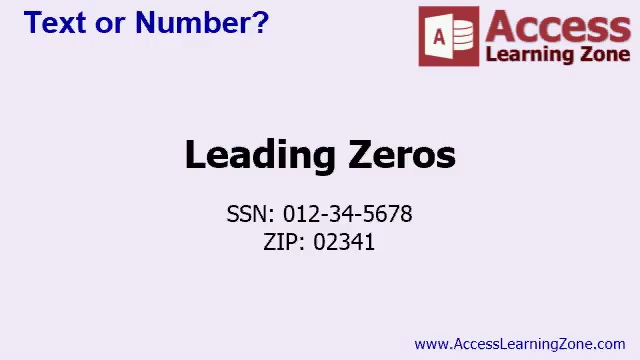 Text or Number?
A
Access
Learning Zone
Leading Zeros
SSN: 012-34-5678
ZIP: 02341
www.AccessLearningZone.com